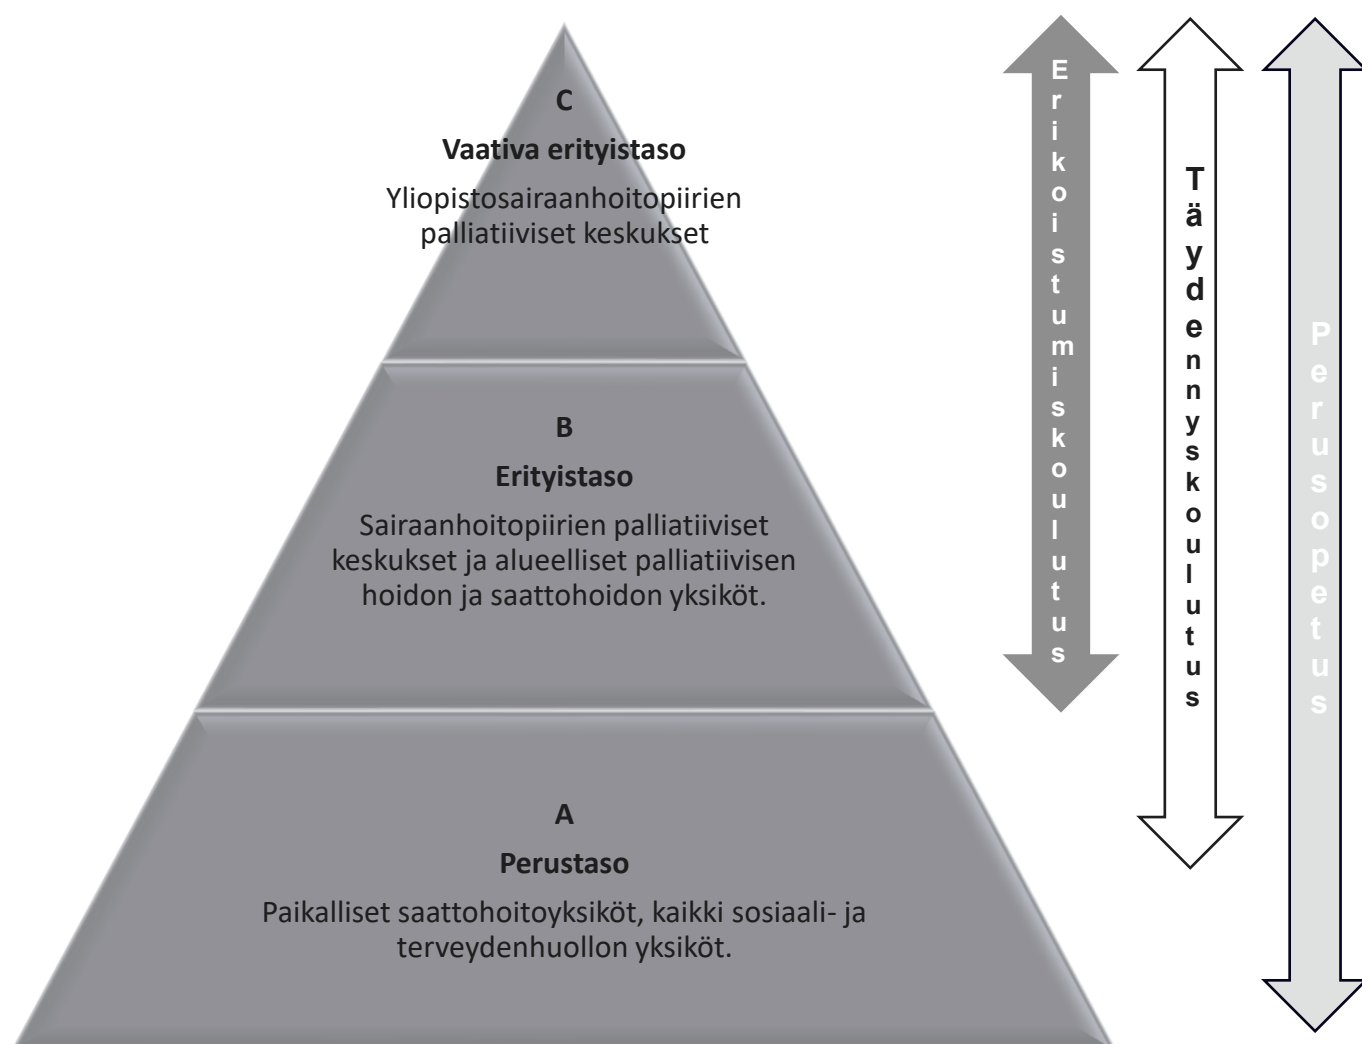 C
Vaativa erityistaso
Yliopistosairaanhoitopiirien
palliatiiviset keskukset
B
Erityistaso
Sairaanhoitopiirien palliatiiviset
keskukset ja alueelliset palliatiivisen
hoidon ja saattohoidon yksiköt.
A
Perustaso
Paikalliset saattohoitoyksiköt, kaikki sosiaali- ja
terveydenhuollon yksiköt.
Erikoistumiskoulutus
Täydennyskoulutus
Perusopetus